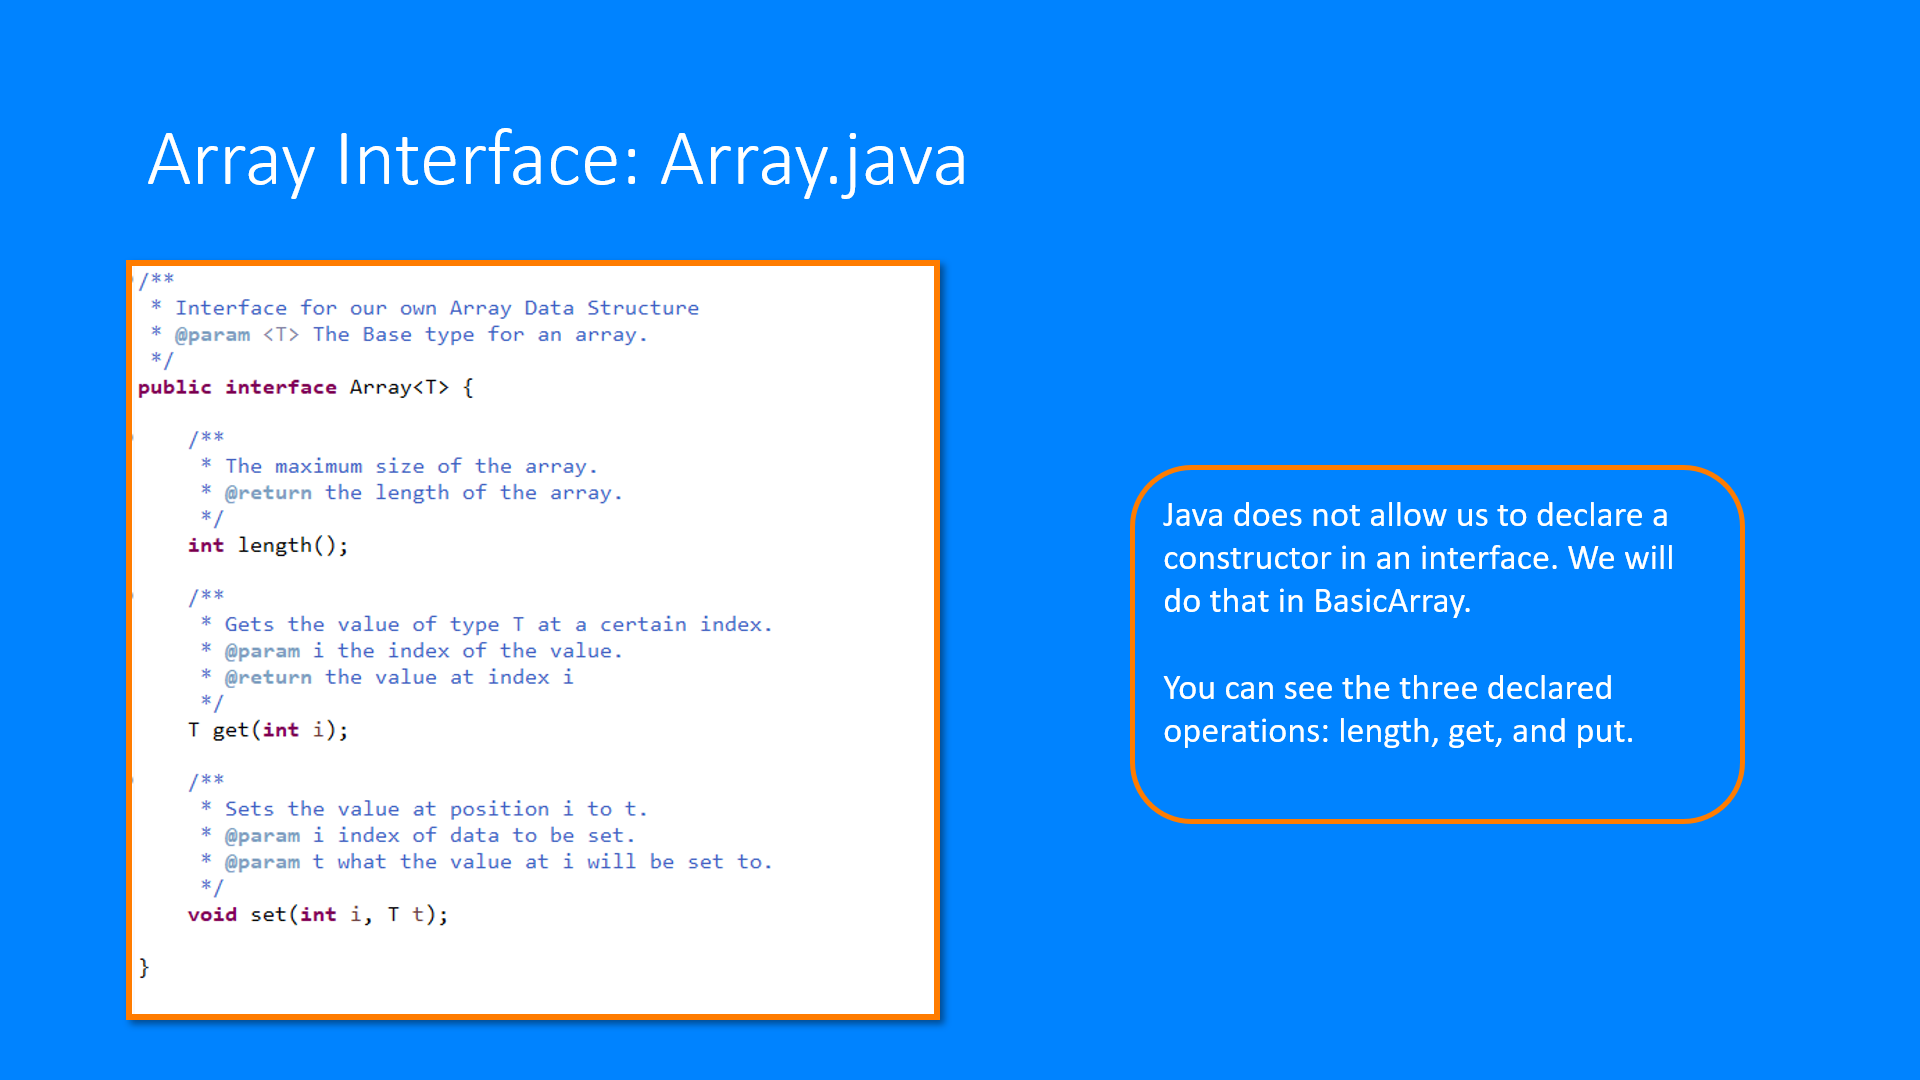 Array Interface: Array.java
/**
 * Interface for our own Array Data Structure
 * @param <T> The Base type for an array.
 */
public interface Array<T> {
    /**
     * The maximum size of the array.
     * @return the length of the array.
     */
    int length();
    /**
     * Gets the value of type T at a certain index.
     * @param i the index of the value.
     * @return the value at index i
     */
    T get(int i);
    /**
     * Sets the value at position i to t.
     * @param i index of data to be set.
     * @param t what the value at i will be set to.
     */
    void set(int i, T t);
}
Java does not allow us to declare a
constructor in an interface. We will
do that in BasicArray.
You can see the three declared
operations: length, get, and put.